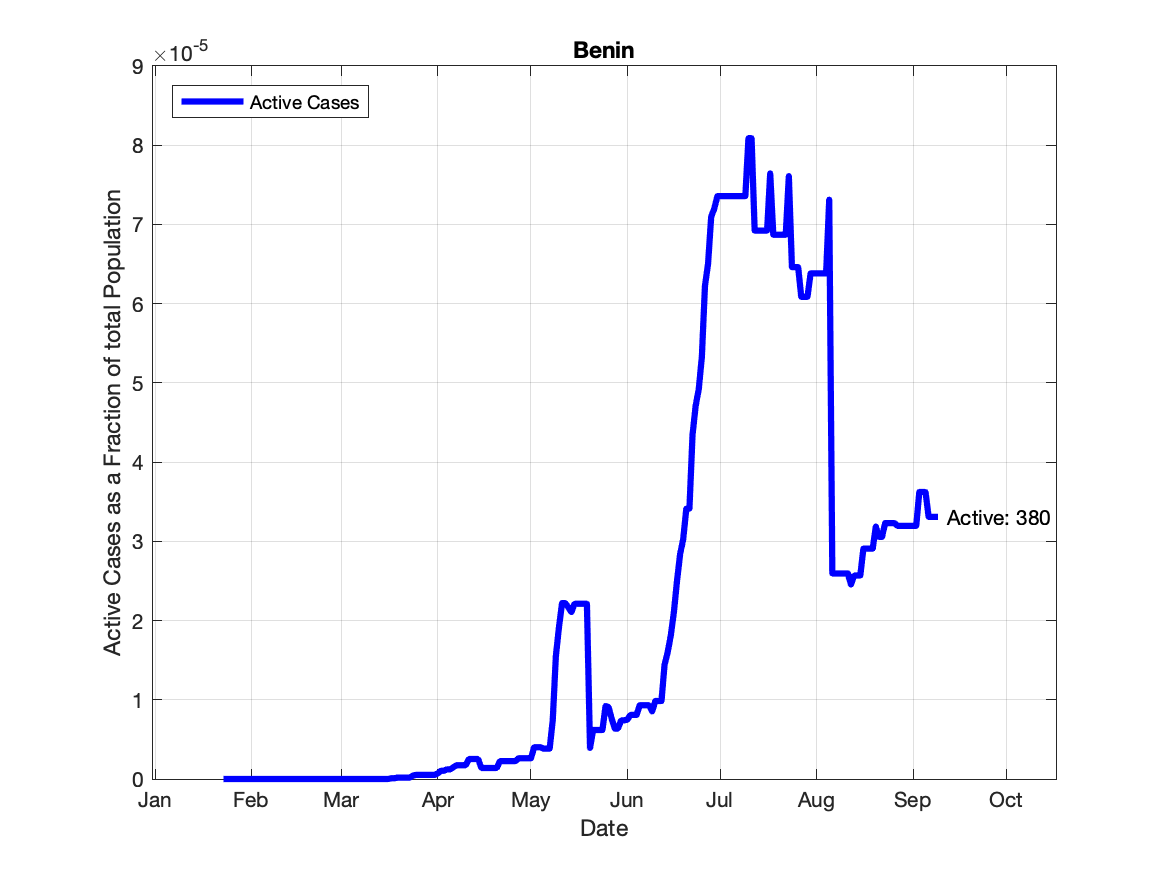 Benin
×10-5
Active Cases
9
8
7
6
5
4
3
2
1
0
Active Cases as a Fraction of total Population
Active: 380
Jan Feb Mar Apr May Jun Jul Aug Sep Oct
Date